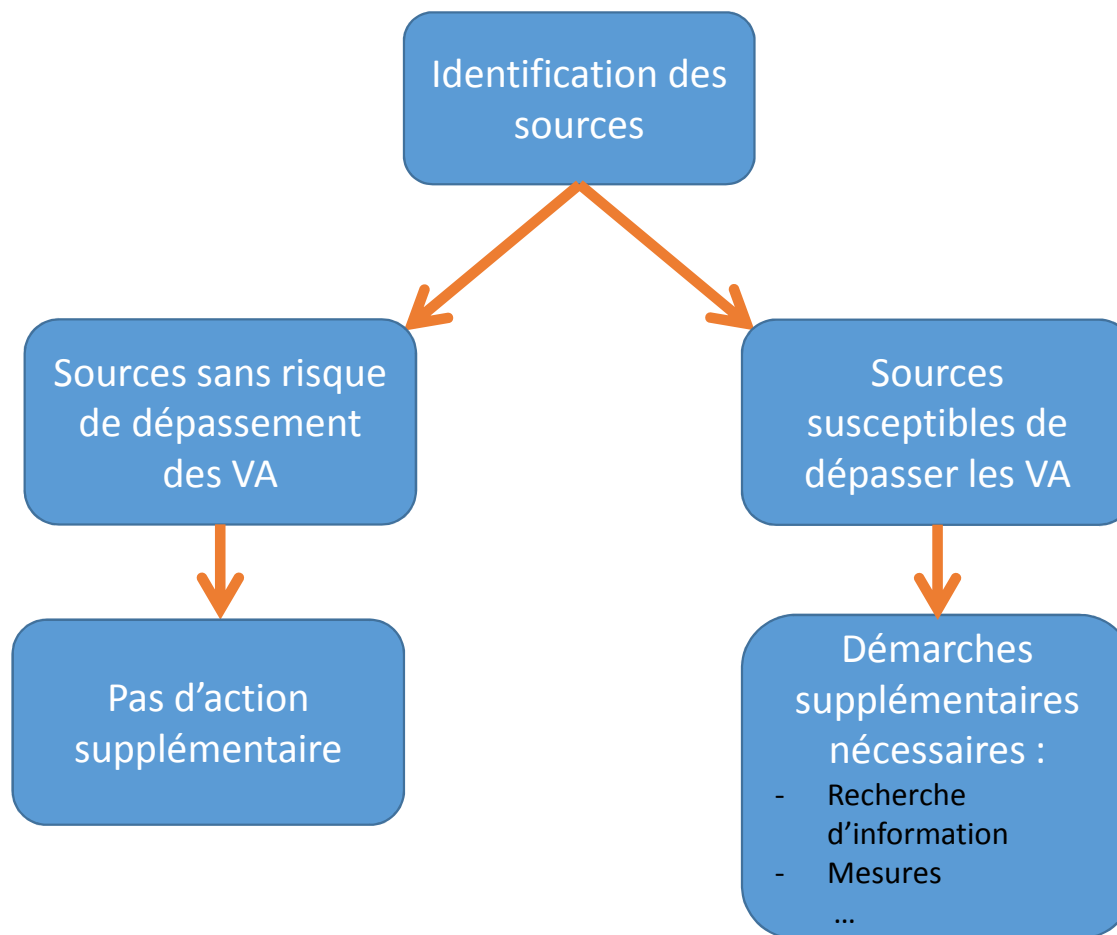 Identification des
sources
Sources sans risque
de dépassement
des VA
Sources
susceptibles de
dépasser les VA
Pas d’action
supplémentaire
Démarches
supplémentaires
nécessaires :
- Recherche
d’information
- Mesures
…